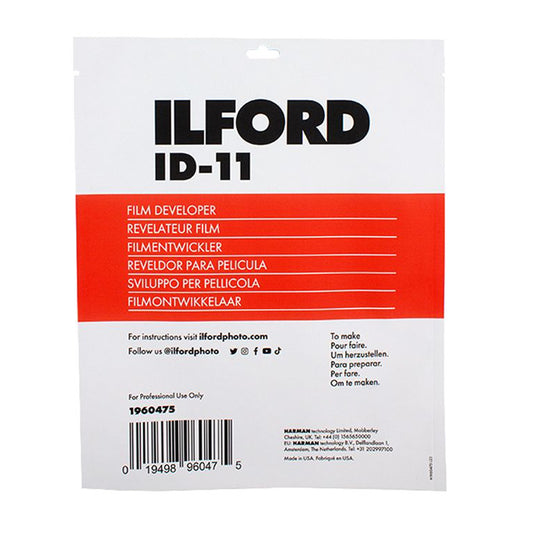 ILFORD
ID-11
FILM DEVELOPER
REVELATEUR FILM
FILMENTWICKLER
REVELDOR PARA PELICULA
SVILUPPO PER PELLICOLA
FILMONTWIKKELAAR
For instructions visit ilfordphoto.com
Follow us @ilfordphoto
To make
Pour faire.
Um herzustellen.
Para preparar.
Per fare.
Om te maken.
For Professional Use Only
1960475
0 19498 96047 5
HARMAN technology Limited, Mobberley
Cheshire, UK. Tel: +44 (0) 1565650000
EU: HARMAN technology B.V., Delflandlaan 1,
Amsterdam, The Netherlands. Tel +31 202997100
Made in USA. Fabriqué en USA.